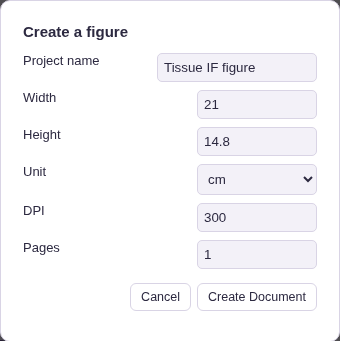 Create a figure
Project name Tissue IF figure
Width 21
Height 14.8
Unit cm
DPI 300
Pages 1
Cancel Create Document